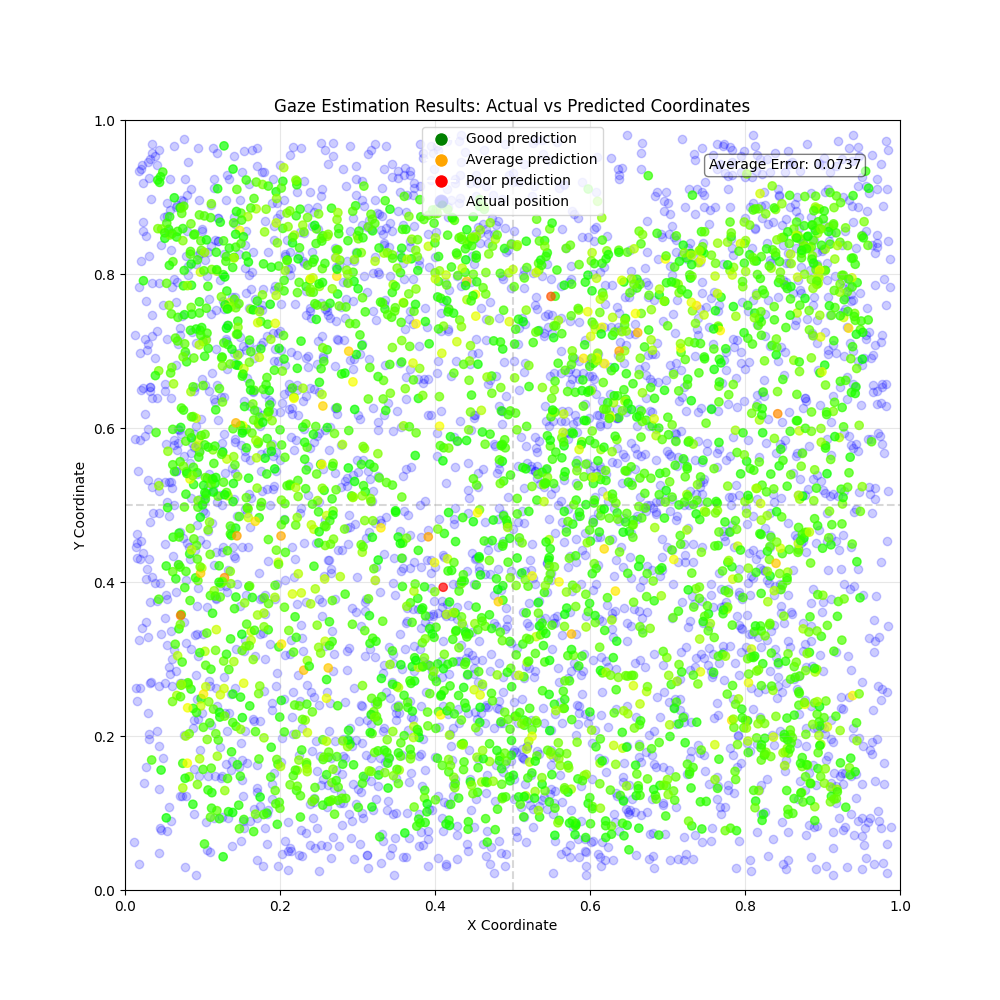 Gaze Estimation Results: Actual vs Predicted Coordinates
Good prediction
Average prediction
Poor prediction
Actual position
Average Error: 0.0737
1.0
0.8
0.6
0.4
0.2
0.0
Y Coordinate
0.0 0.2 0.4 0.6 0.8 1.0
X Coordinate